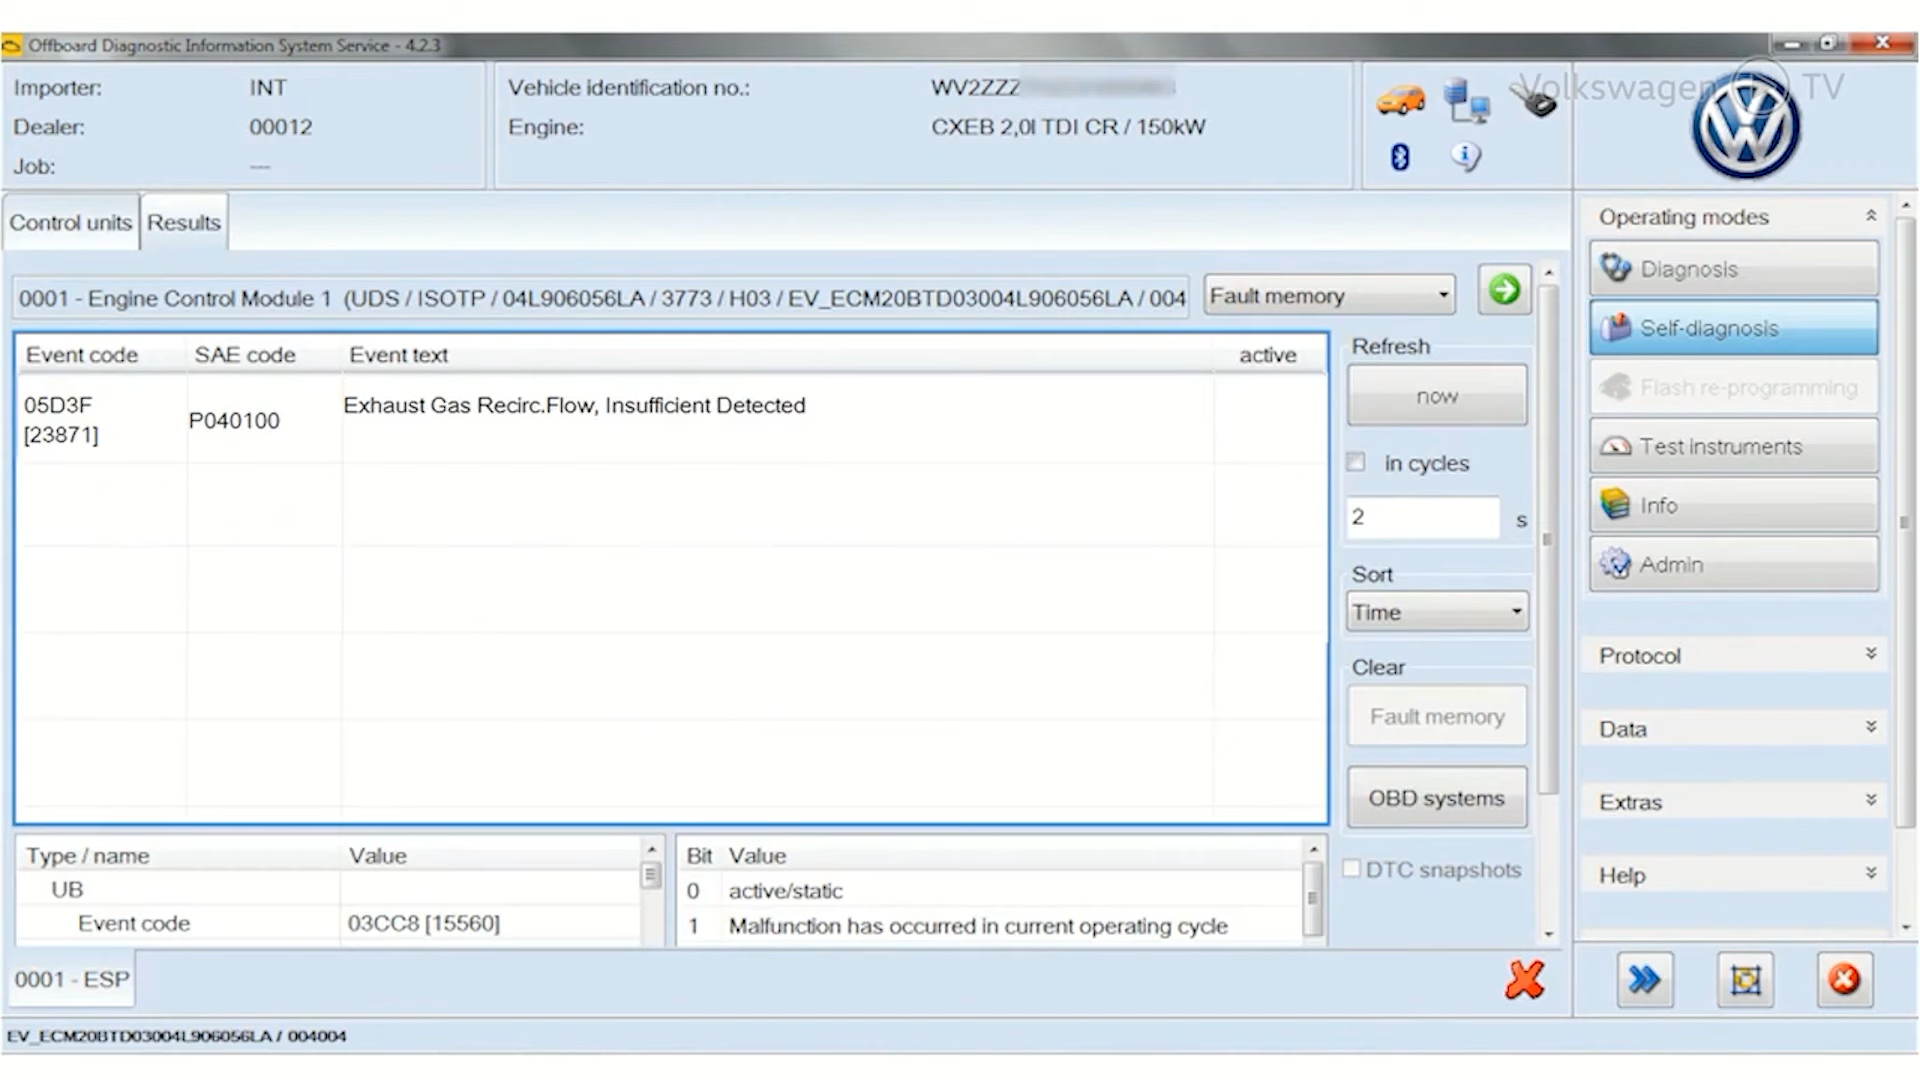 Offboard Diagnostic Information System Service - 4.2.3
Importer: INT
Dealer: 00012
Job: ---
Vehicle identification no.: WV2ZZZ
Engine: CXEB 2,0l TDI CR / 150kW
Volkswagen TV
Control units
Results
0001 - Engine Control Module 1 (UDS / ISOTP / 04L906056LA / 3773 / H03 / EV_ECM20BTD03004L906056LA / 004
Fault memory
Event code SAE code Event text active
05D3F
[23871]
P040100
Exhaust Gas Recirc.Flow, Insufficient Detected
Refresh
now
in cycles
2 s
Sort
Time
Clear
Fault memory
OBD systems
DTC snapshots
Type / name Value
UB
Event code 03CC8 [15560]
Bit Value
0 active/static
1 Malfunction has occurred in current operating cycle
Operating modes
Diagnosis
Self-diagnosis
Flash re-programming
Test instruments
Info
Admin
Protocol
Data
Extras
Help
0001 - ESP
EV_ECM20BTD03004L906056LA / 004004